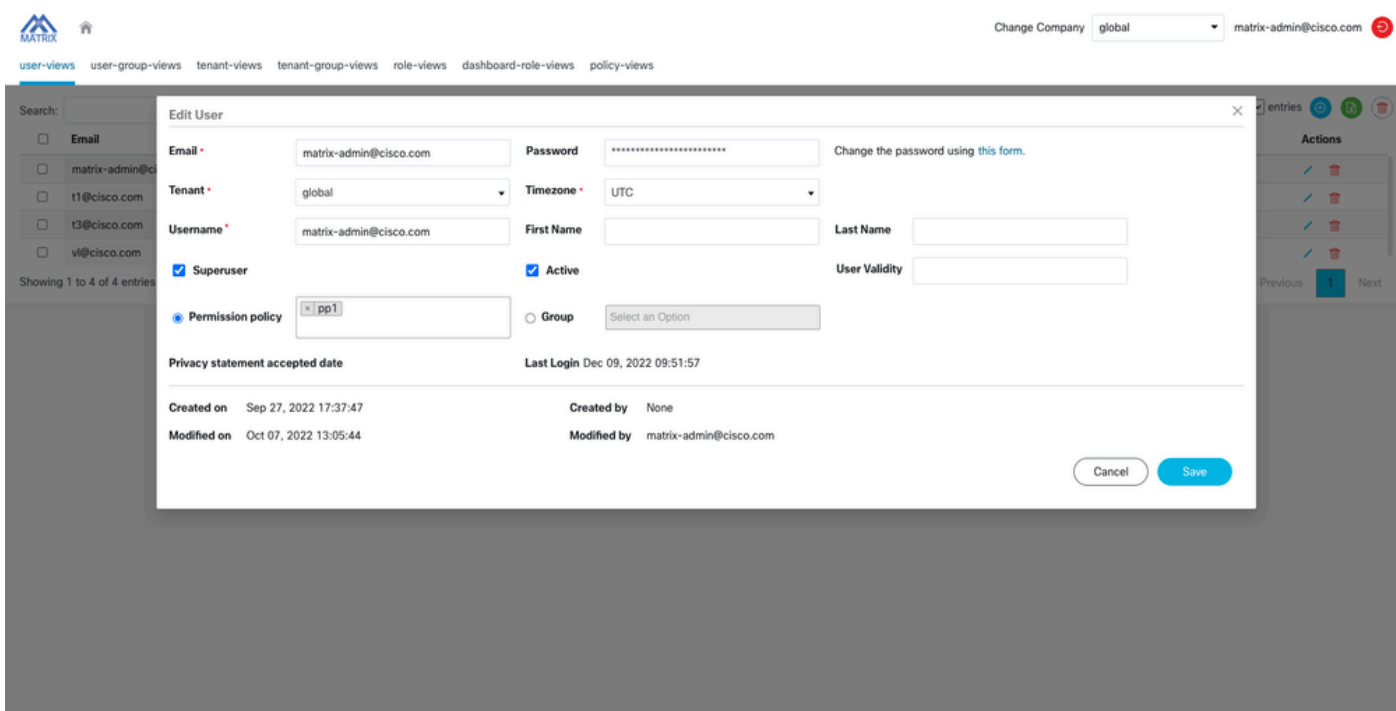 MATRIX
Change Company global matrix-admin@cisco.com
user-views user-group-views tenant-views tenant-group-views role-views dashboard-role-views policy-views
Search: entries
Email Actions
matrix-admin@ci
t1@cisco.com
t3@cisco.com
vl@cisco.com
Showing 1 to 4 of 4 entries Previous 1 Next
Edit User
Email * matrix-admin@cisco.com Password ************************ Change the password using this form.
Tenant * global Timezone * UTC
Username * matrix-admin@cisco.com First Name Last Name
Superuser Active User Validity
Permission policy × pp1 Group Select an Option
Privacy statement accepted date Last Login Dec 09, 2022 09:51:57
Created on Sep 27, 2022 17:37:47 Created by None
Modified on Oct 07, 2022 13:05:44 Modified by matrix-admin@cisco.com
Cancel Save